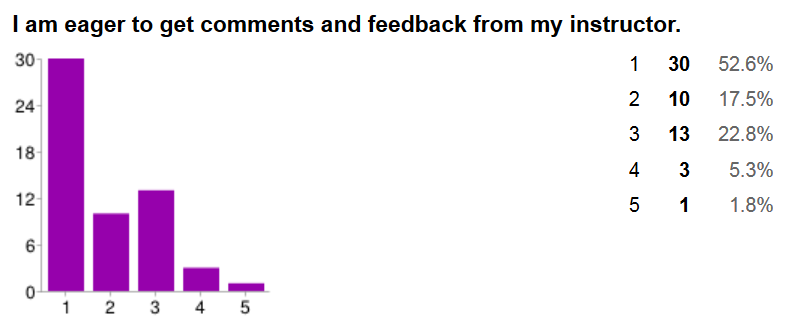 I am eager to get comments and feedback from my instructor.
30
24
18
12
6
0
1 2 3 4 5
1 30 52.6%
2 10 17.5%
3 13 22.8%
4 3 5.3%
5 1 1.8%